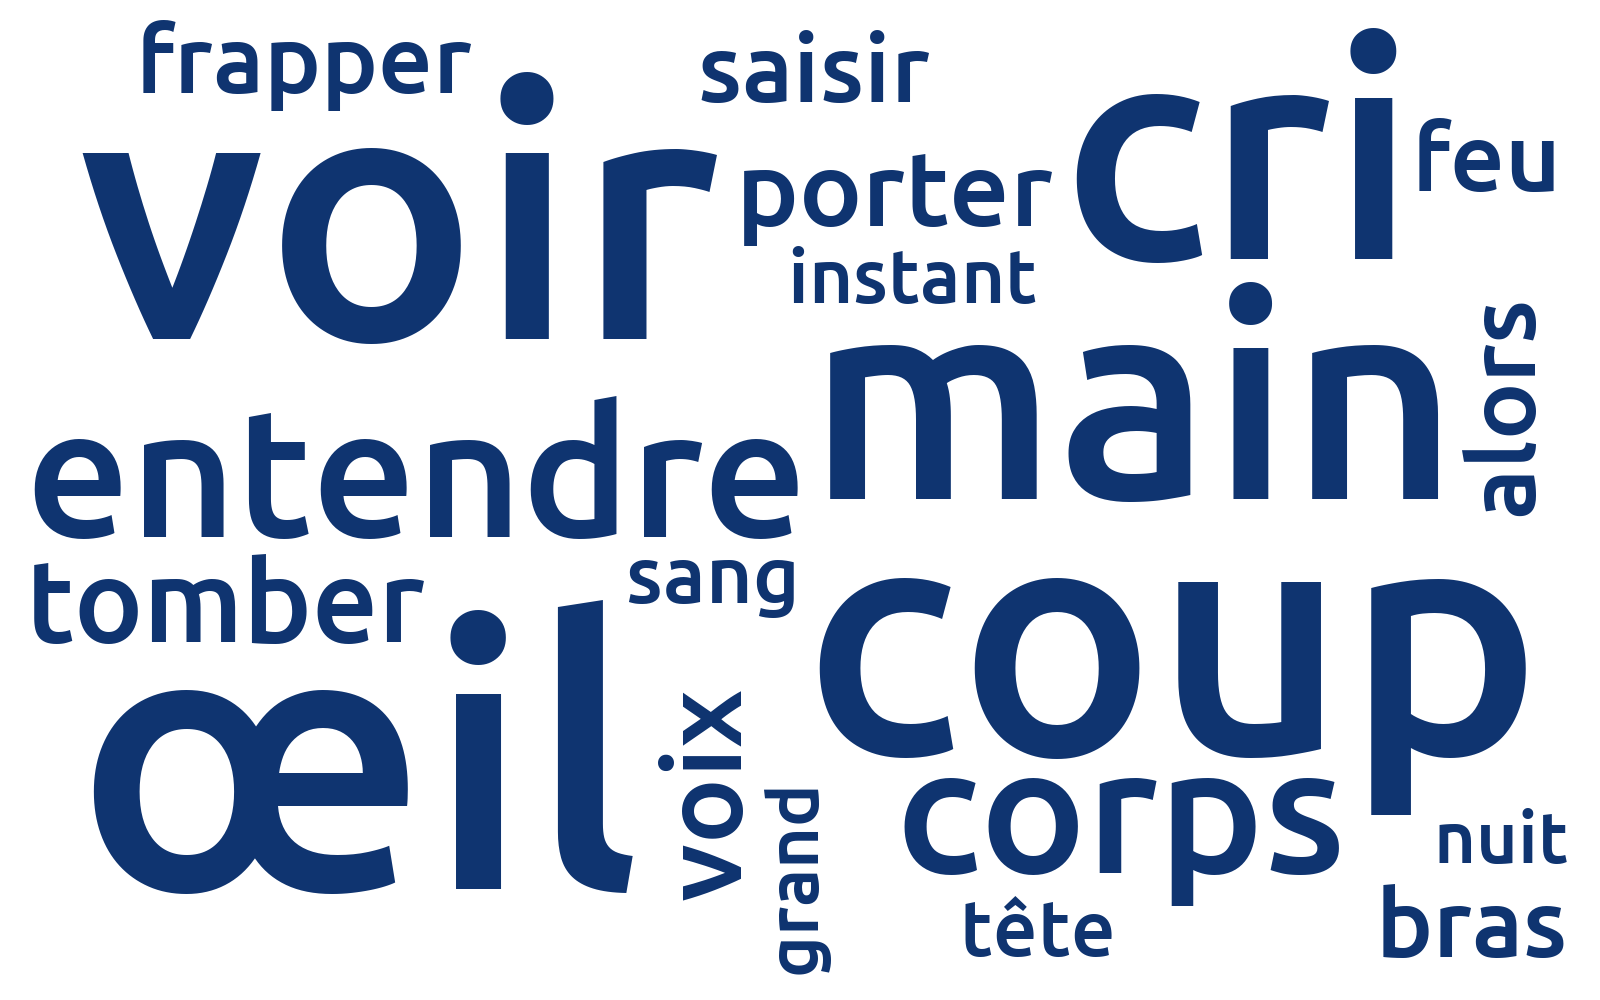 frapper
saisir
voir
cri
feu
porter
instant
main
alors
entendre
tomber
sang
œil
coup
voix
grand
corps
nuit
tête
bras